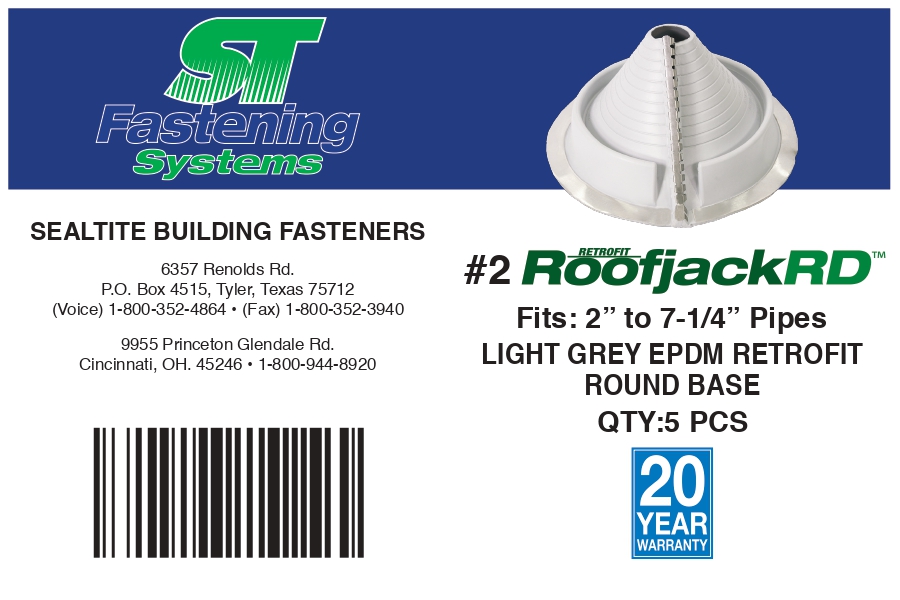 ST
Fastening
Systems
SEALTITE BUILDING FASTENERS
6357 Renolds Rd.
P.O. Box 4515, Tyler, Texas 75712
(Voice) 1-800-352-4864 • (Fax) 1-800-352-3940
9955 Princeton Glendale Rd.
Cincinnati, OH. 45246 • 1-800-944-8920
RETROFIT
#2 RoofjackRD™
Fits: 2” to 7-1/4” Pipes
LIGHT GREY EPDM RETROFIT
ROUND BASE
QTY:5 PCS
20
YEAR
WARRANTY